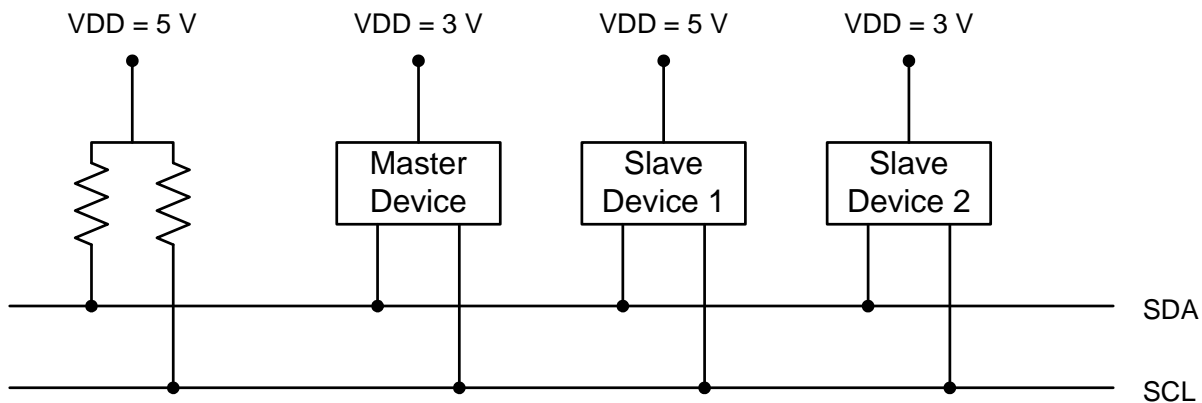 VDD = 5 V
VDD = 3 V
VDD = 5 V
VDD = 3 V
Master
Device
Slave
Device 1
Slave
Device 2
SDA
SCL